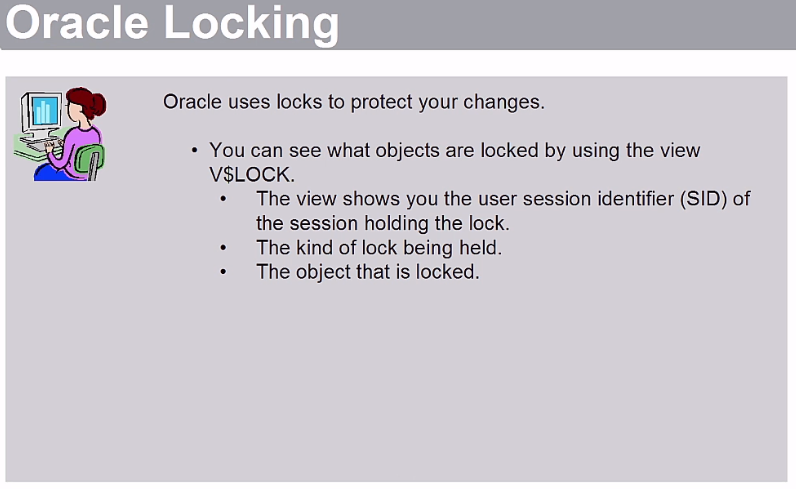 Oracle Locking
Oracle uses locks to protect your changes.
• You can see what objects are locked by using the view
V$LOCK.
• The view shows you the user session identifier (SID) of
the session holding the lock.
• The kind of lock being held.
• The object that is locked.